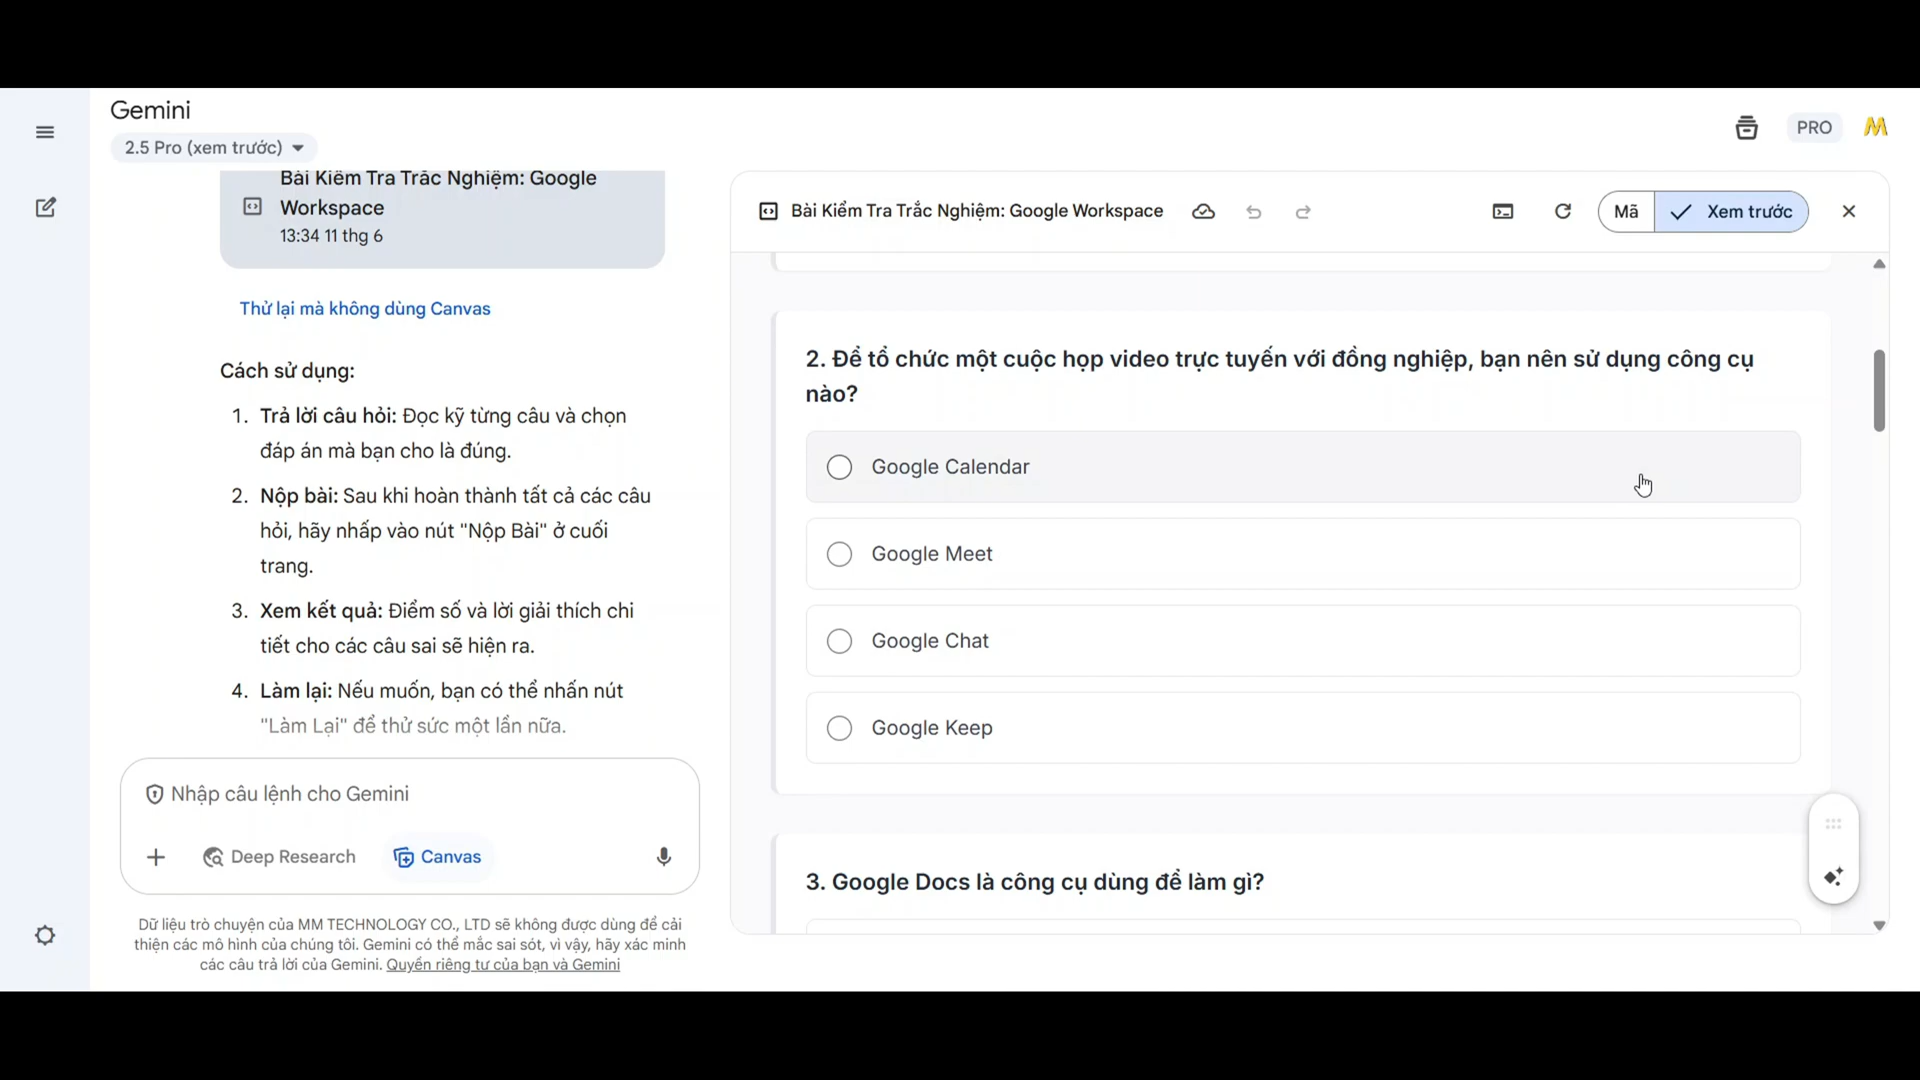 Gemini
2.5 Pro (xem trước)
PRO
Bài Kiểm Tra Trắc Nghiệm: Google
Workspace
13:34 11 thg 6
Thử lại mà không dùng Canvas
Cách sử dụng:
1. Trả lời câu hỏi: Đọc kỹ từng câu và chọn
đáp án mà bạn cho là đúng.
2. Nộp bài: Sau khi hoàn thành tất cả các câu
hỏi, hãy nhấp vào nút "Nộp Bài" ở cuối
trang.
3. Xem kết quả: Điểm số và lời giải thích chi
tiết cho các câu sai sẽ hiện ra.
4. Làm lại: Nếu muốn, bạn có thể nhấn nút
"Làm Lại" để thử sức một lần nữa.
Nhập câu lệnh cho Gemini
Deep Research
Canvas
Dữ liệu trò chuyện của MM TECHNOLOGY CO., LTD sẽ không được dùng để cải
thiện các mô hình của chúng tôi. Gemini có thể mắc sai sót, vì vậy, hãy xác minh
các câu trả lời của Gemini. Quyền riêng tư của bạn và Gemini
Bài Kiểm Tra Trắc Nghiệm: Google Workspace
Mã
Xem trước
2. Để tổ chức một cuộc họp video trực tuyến với đồng nghiệp, bạn nên sử dụng công cụ
nào?
Google Calendar
Google Meet
Google Chat
Google Keep
3. Google Docs là công cụ dùng để làm gì?